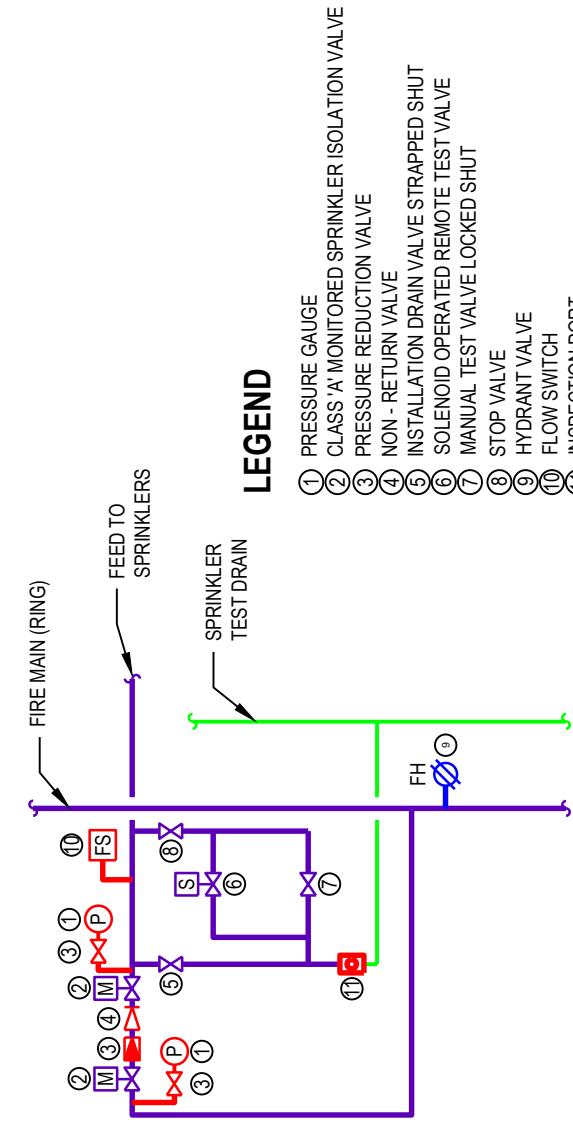 FIRE MAIN (RING)
FEED TO
SPRINKLERS
SPRINKLER
TEST DRAIN
FH
9
10
FS
1
P
3
2
M
4
3
2
M
P
1
3
8
S
6
7
5
11
LEGEND
1 PRESSURE GAUGE
2 CLASS 'A' MONITORED SPRINKLER ISOLATION VALVE
3 PRESSURE REDUCTION VALVE
4 NON - RETURN VALVE
5 INSTALLATION DRAIN VALVE STRAPPED SHUT
6 SOLENOID OPERATED REMOTE TEST VALVE
7 MANUAL TEST VALVE LOCKED SHUT
8 STOP VALVE
9 HYDRANT VALVE
10 FLOW SWITCH
11 INSPECTION PORT